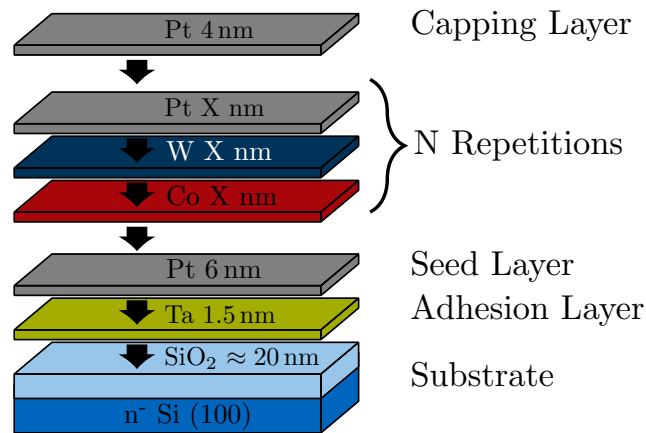 Pt 4 nm
Capping Layer
Pt X nm
W X nm
Co X nm
N Repetitions
Pt 6 nm
Seed Layer
Ta 1.5 nm
Adhesion Layer
SiO₂ ≈ 20 nm
n⁻ Si (100)
Substrate